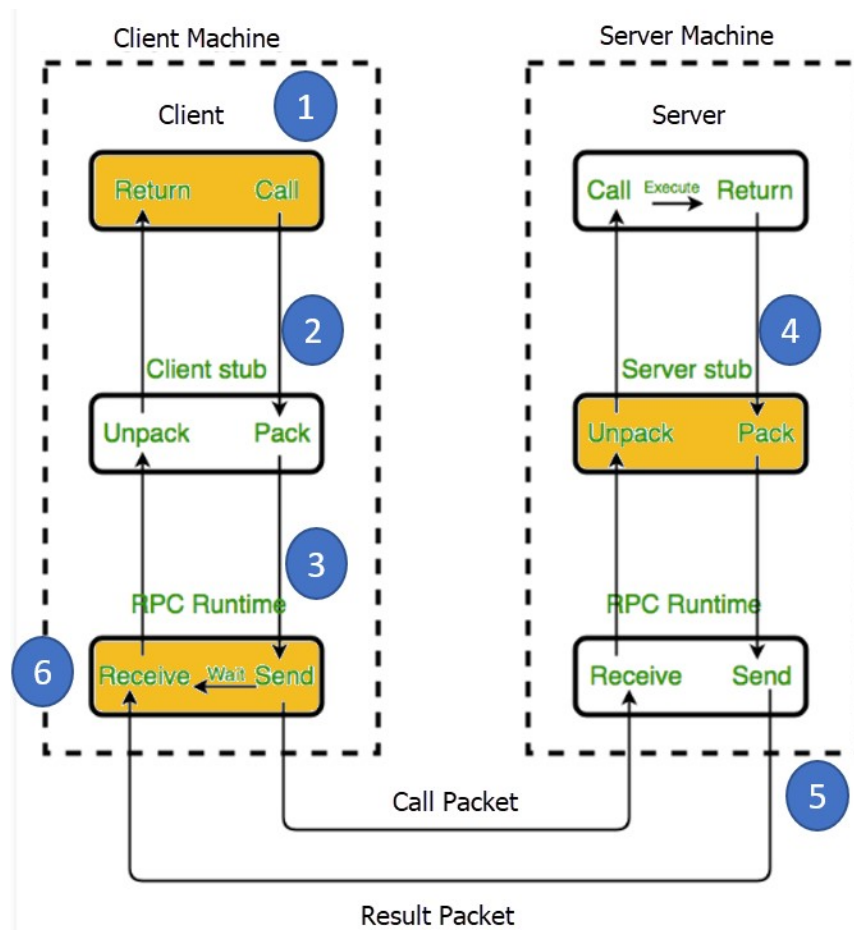 Client Machine
Server Machine
Client
1
Server
Return Call
Call Execute Return
2
4
Client stub
Server stub
Unpack Pack
Unpack Pack
3
RPC Runtime
RPC Runtime
6
Receive Wait Send
Receive Send
5
Call Packet
Result Packet